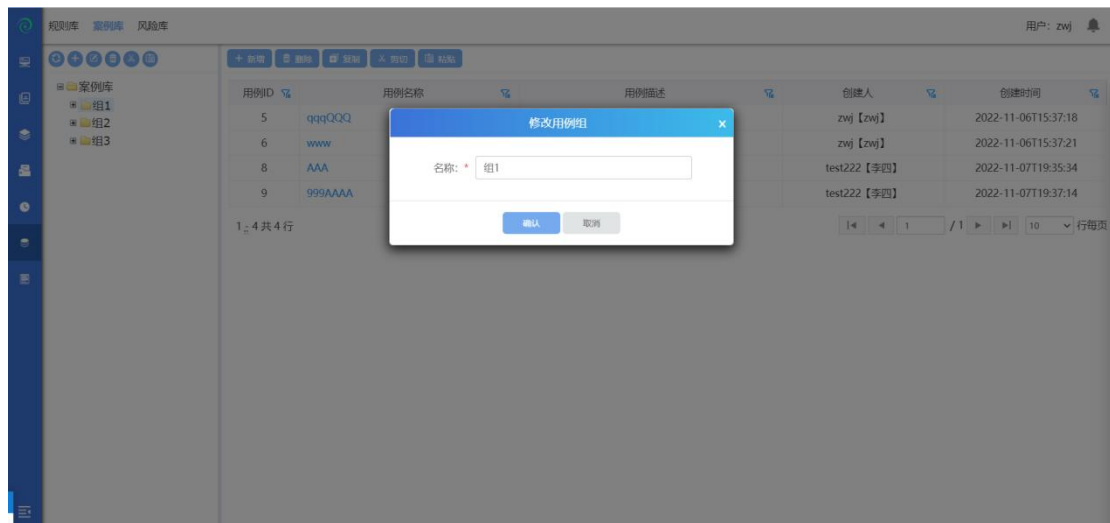 规则库 案例库 风险库 用户：zwj
+ 新增 删除 复制 剪切 粘贴
案例库
组1
组2
组3
用例ID 用例名称 用例描述 创建人 创建时间
5 qqqQQQ zwj【zwj】 2022-11-06T15:37:18
6 www zwj【zwj】 2022-11-06T15:37:21
8 AAA test222【李四】 2022-11-07T19:35:34
9 999AAAA test222【李四】 2022-11-07T19:37:14
1 - 4 共 4 行 1 / 1 10 行每页
修改用例组 ×
名称: * 组1
确认 取消